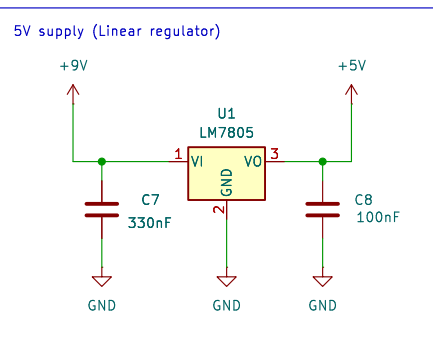 5V supply (Linear regulator)
+9V
+5V
U1
LM7805
1 VI VO 3
GND
2
C7
330nF
C8
100nF
GND
GND
GND